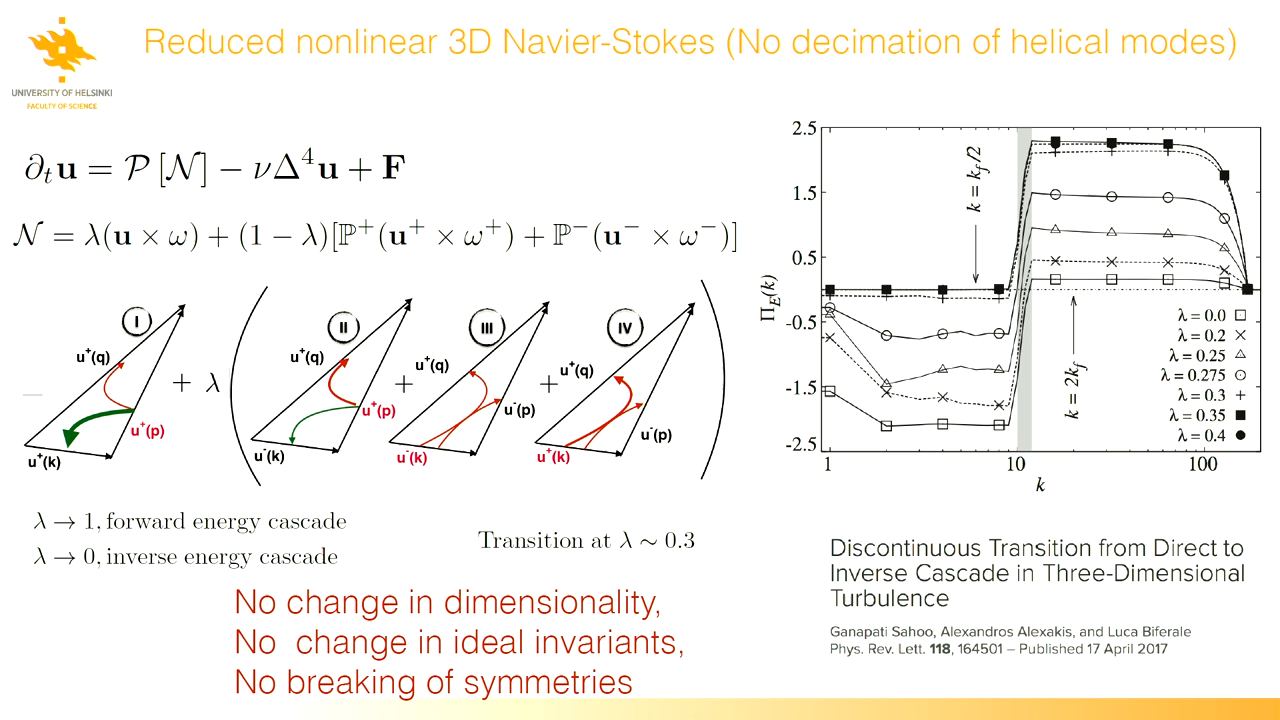 Reduced nonlinear 3D Navier-Stokes (No decimation of helical modes)
UNIVERSITY OF HELSINKI
FACULTY OF SCIENCE
∂ₜ𝐮 = 𝒫 [𝒩] − νΔ⁴𝐮 + 𝐅
𝒩 = λ(𝐮 × ω) + (1 − λ)[ℙ⁺(𝐮⁺ × ω⁺) + ℙ⁻(𝐮⁻ × ω⁻)]
I
u⁺(q)
u⁺(p)
u⁺(k)
+ λ
II
u⁺(q)
u⁺(p)
u⁻(k)
+
III
u⁺(q)
u⁻(p)
u⁻(k)
+
IV
u⁺(q)
u⁻(p)
u⁺(k)
λ → 1, forward energy cascade
λ → 0, inverse energy cascade
Transition at λ ∼ 0.3
No change in dimensionality,
No change in ideal invariants,
No breaking of symmetries
2.5
1.5
0.5
-0.5
-1.5
-2.5
Π_E(k)
k = k_f/2
k = 2k_f
λ = 0.0
λ = 0.2
λ = 0.25
λ = 0.275
λ = 0.3
λ = 0.35
λ = 0.4
1 10 100
k
Discontinuous Transition from Direct to
Inverse Cascade in Three-Dimensional
Turbulence
Ganapati Sahoo, Alexandros Alexakis, and Luca Biferale
Phys. Rev. Lett. 118, 164501 – Published 17 April 2017